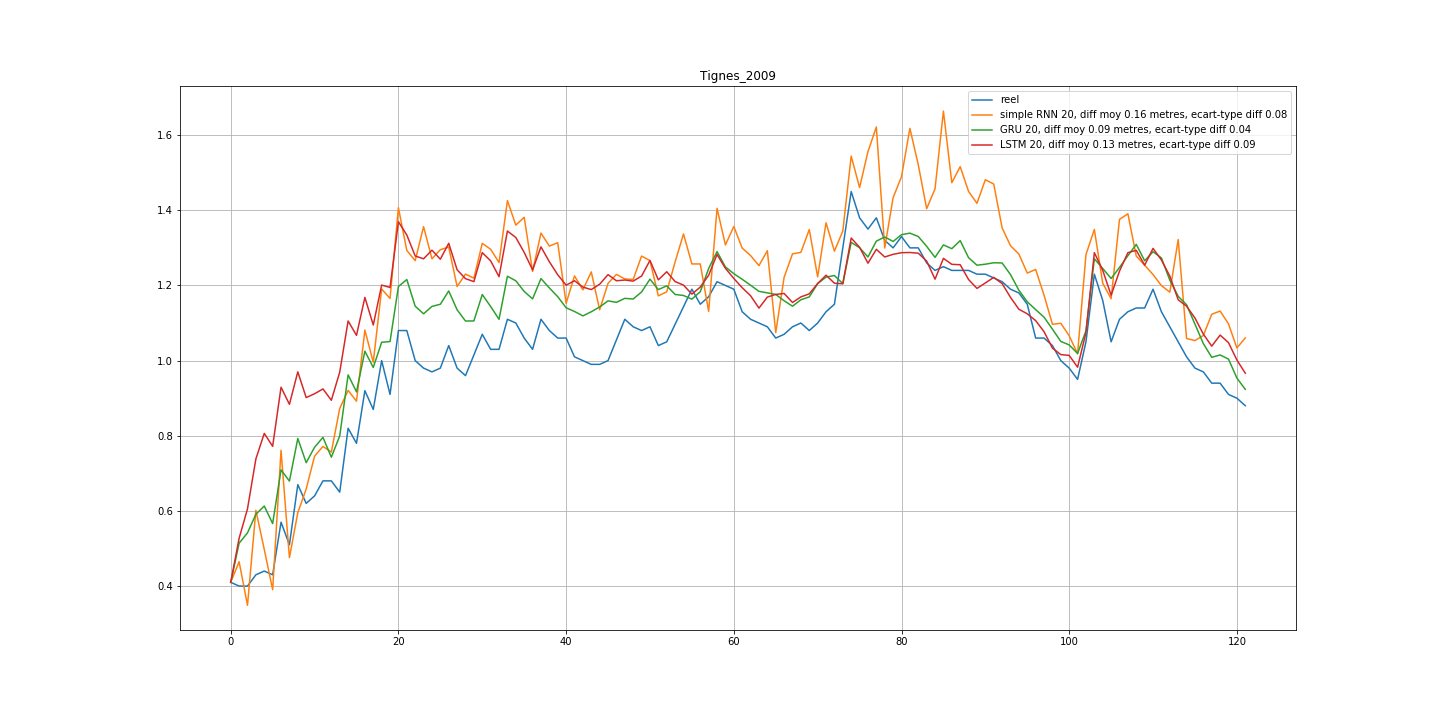 Tignes_2009
reel
simple RNN 20, diff moy 0.16 metres, ecart-type diff 0.08
GRU 20, diff moy 0.09 metres, ecart-type diff 0.04
LSTM 20, diff moy 0.13 metres, ecart-type diff 0.09
1.6
1.4
1.2
1.0
0.8
0.6
0.4
0 20 40 60 80 100 120